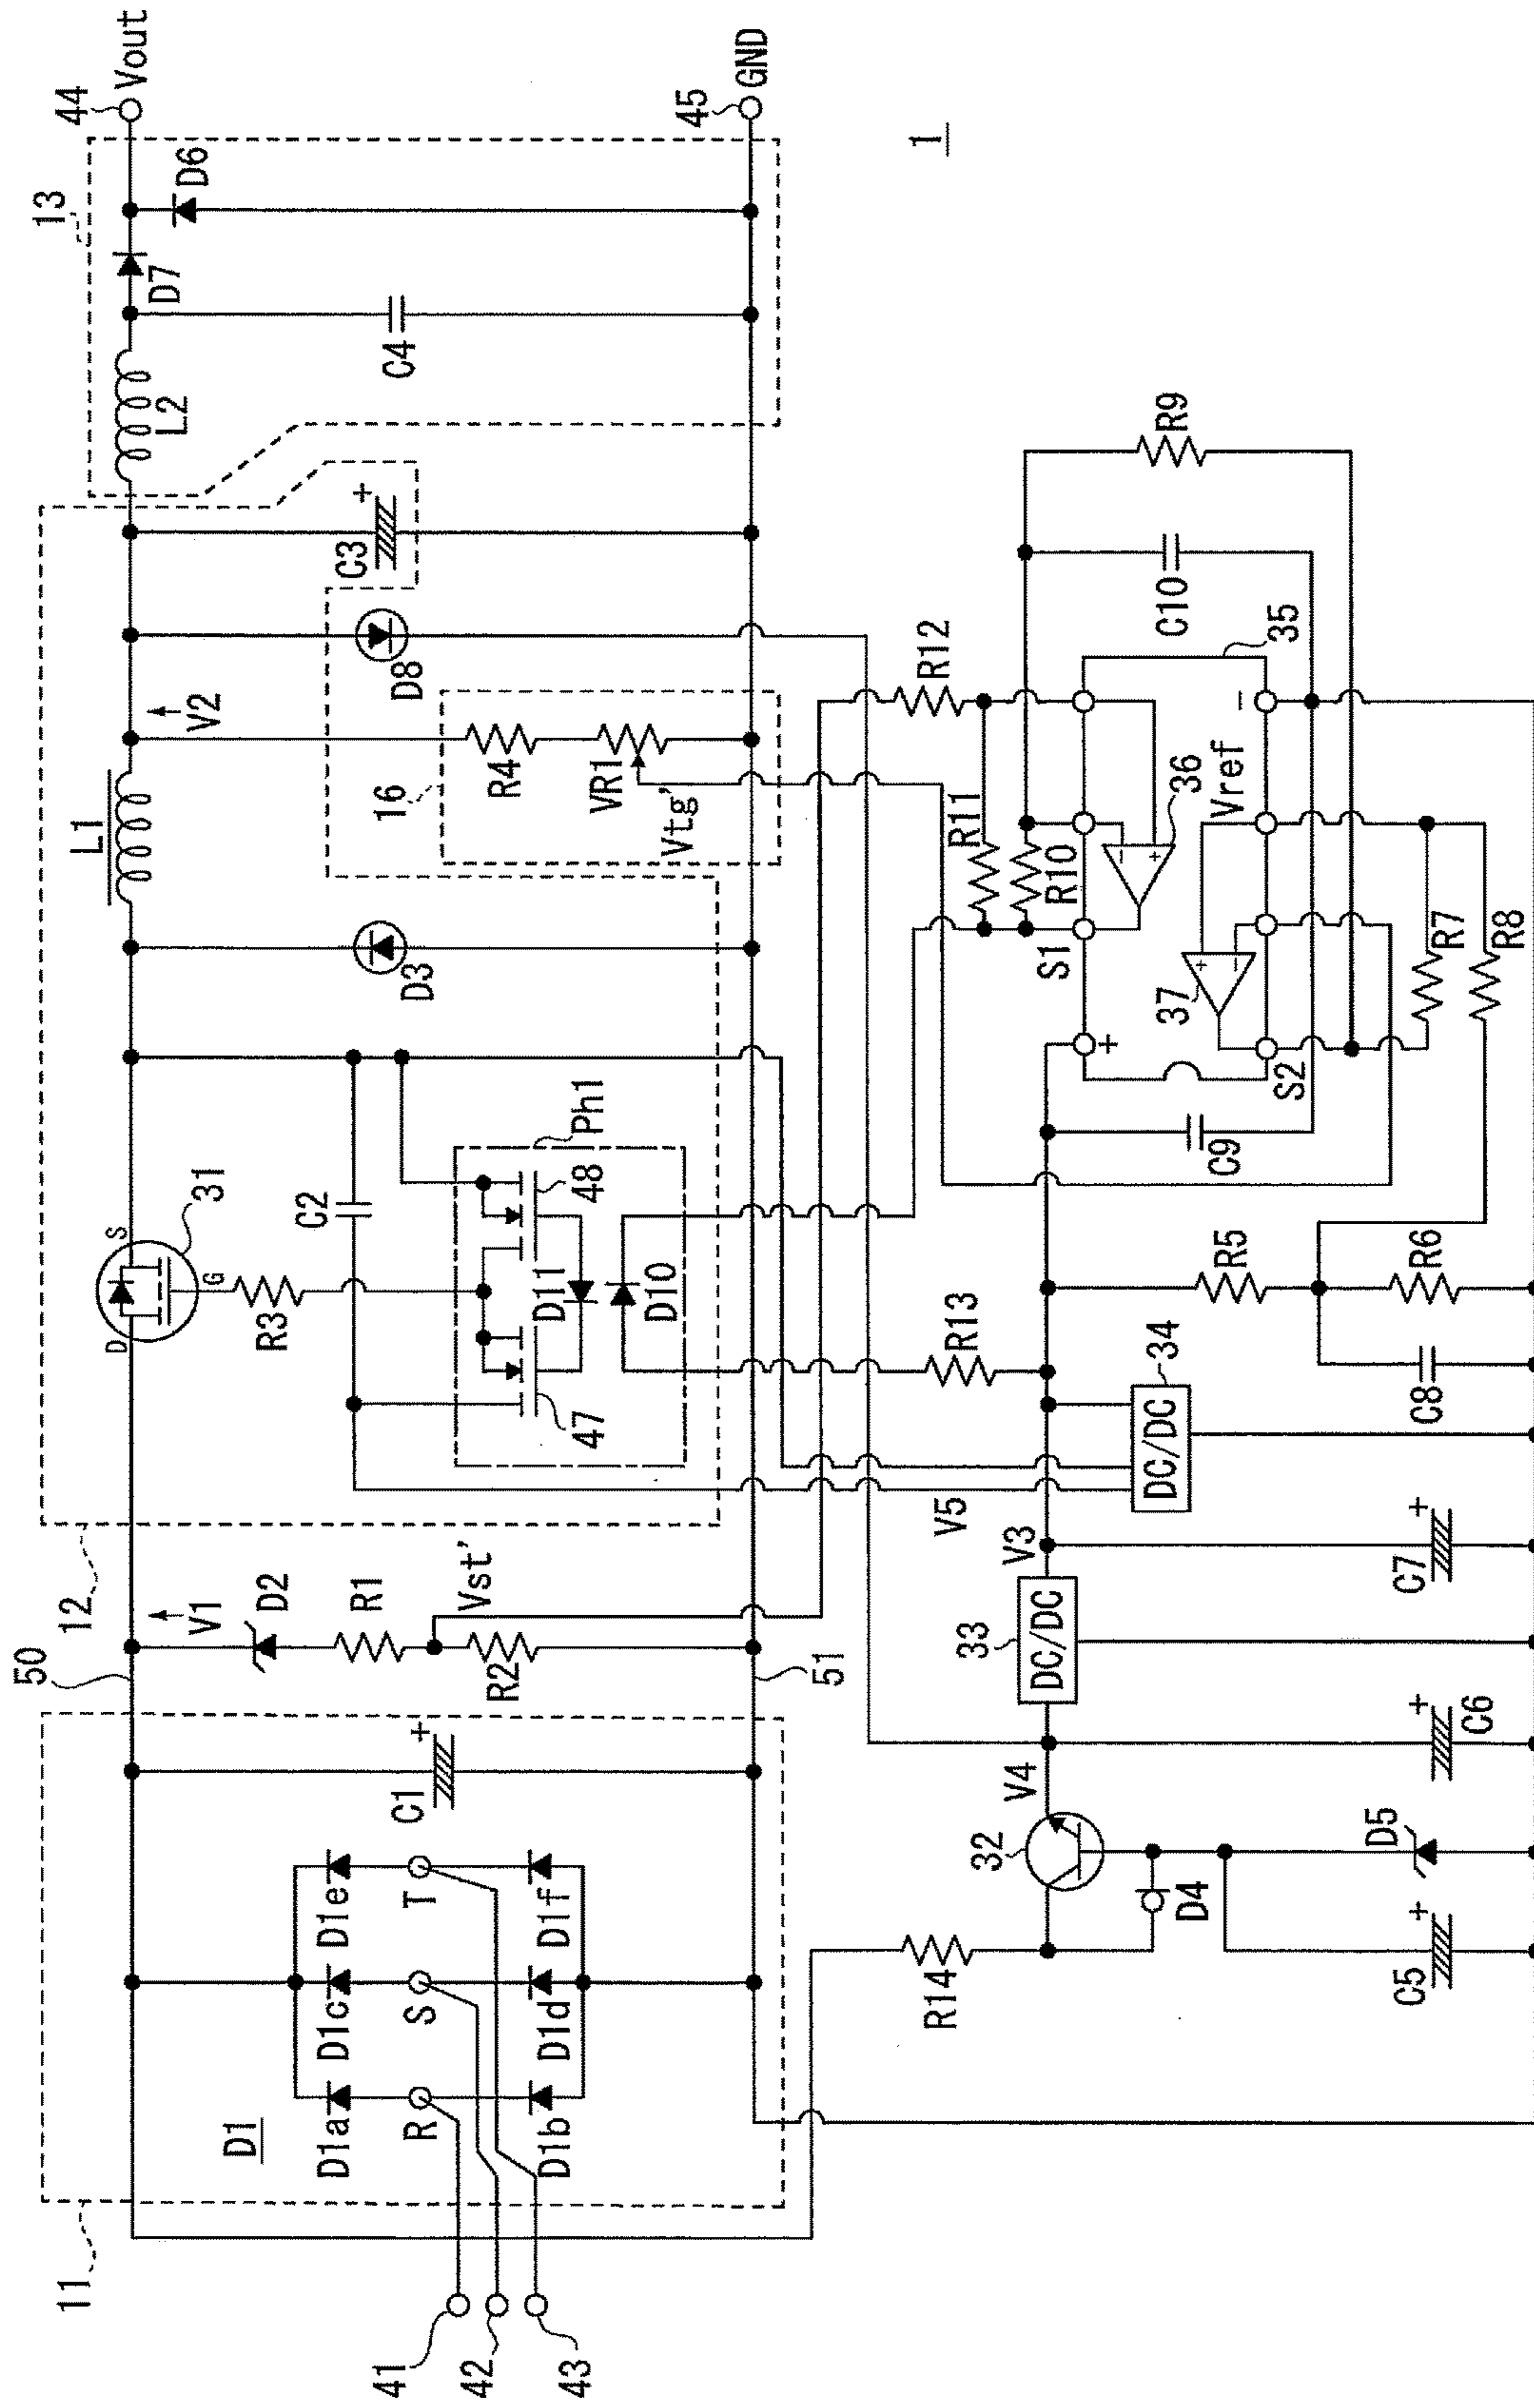 11
50
12
L1
13
44
Vout
D1
V1
D2
R1
Vst'
R2
D
S
G
31
R3
C2
Ph1
48
47
D11
D10
D3
V2
16
R4
VR1
Vtg'
D8
C3
+
L2
C4
D7
D6
45
GND
1
41
42
43
D1a
D1c
D1e
R
S
T
D1b
D1d
D1f
C1
+
51
R14
32
V4
33
DC/DC
V3
V5
34
DC/DC
R13
R5
R6
C8
D4
D5
C5
+
C6
+
C7
+
C9
+
S1
R11
R10
R12
35
36
-
+
37
+
-
Vref
-
S2
R7
R8
C10
R9